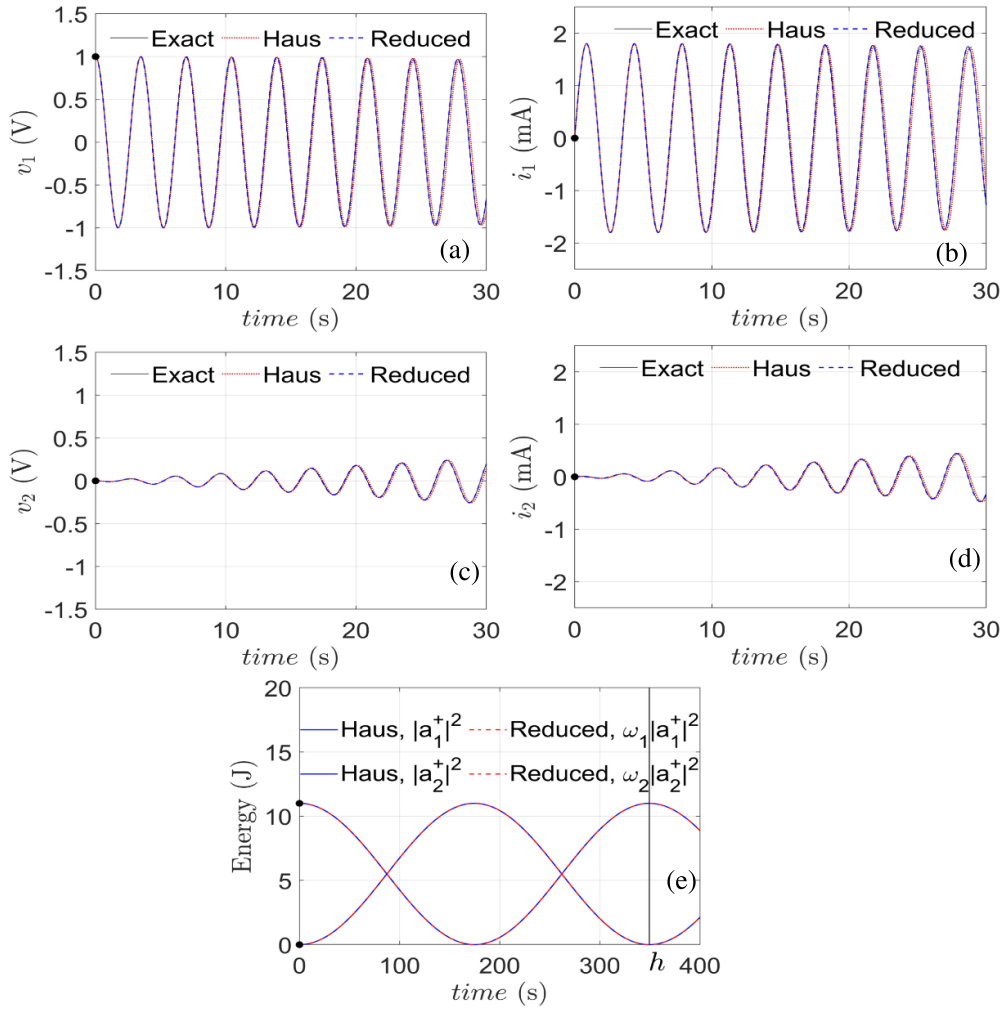 1.5
1
0.5
0
-0.5
-1
-1.5
v₁ (V)
Exact Haus Reduced
(a)
0 10 20 30
time (s)
2
1
0
-1
-2
i₁ (mA)
Exact Haus Reduced
(b)
0 10 20 30
time (s)
1.5
1
0.5
0
-0.5
-1
-1.5
v₂ (V)
Exact Haus Reduced
(c)
0 10 20 30
time (s)
2
1
0
-1
-2
i₂ (mA)
Exact Haus Reduced
(d)
0 10 20 30
time (s)
20
15
10
5
0
Energy (J)
Haus, |a₁⁺|² Reduced, ω₁|a₁⁺|²
Haus, |a₂⁺|² Reduced, ω₂|a₂⁺|²
(e)
0 100 200 300 h 400
time (s)